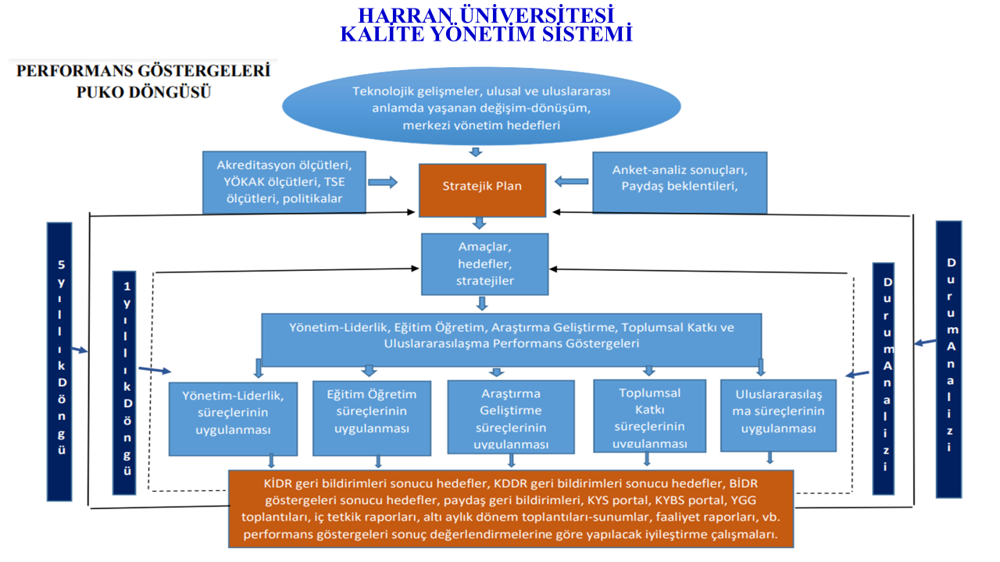 HARRAN ÜNİVERSİTESİ
KALİTE YÖNETİM SİSTEMİ
PERFORMANS GÖSTERGELERİ
PUKO DÖNGÜSÜ
Teknolojik gelişmeler, ulusal ve uluslararası
anlamda yaşanan değişim-dönüşüm,
merkezi yönetim hedefleri
Akreditasyon ölçütleri,
YÖKAK ölçütleri, TSE
ölçütleri, politikalar
Stratejik Plan
Anket-analiz sonuçları,
Paydaş beklentileri,
Amaçlar,
hedefler,
stratejiler
5 yıllık Döngü
1 yıllık Döngü
Durum Analizi
Durum Analizi
Yönetim-Liderlik, Eğitim Öğretim, Araştırma Geliştirme, Toplumsal Katkı ve
Uluslararasılaşma Performans Göstergeleri
Yönetim-Liderlik,
süreçlerinin
uygulanması
Eğitim Öğretim
süreçlerinin
uygulanması
Araştırma
Geliştirme
süreçlerinin
uygulanması
Toplumsal
Katkı
süreçlerinin
uygulanması
Uluslararasılaş
ma süreçlerinin
uygulanması
KİDR geri bildirimleri sonucu hedefler, KDDR geri bildirimleri sonucu hedefler, BİDR
göstergeleri sonucu hedefler, paydaş geri bildirimleri, KYS portal, KYBS portal, YGG
toplantıları, iç tetkik raporları, altı aylık dönem toplantıları-sunumlar, faaliyet raporları, vb.
performans göstergeleri sonuç değerlendirmelerine göre yapılacak iyileştirme çalışmaları.